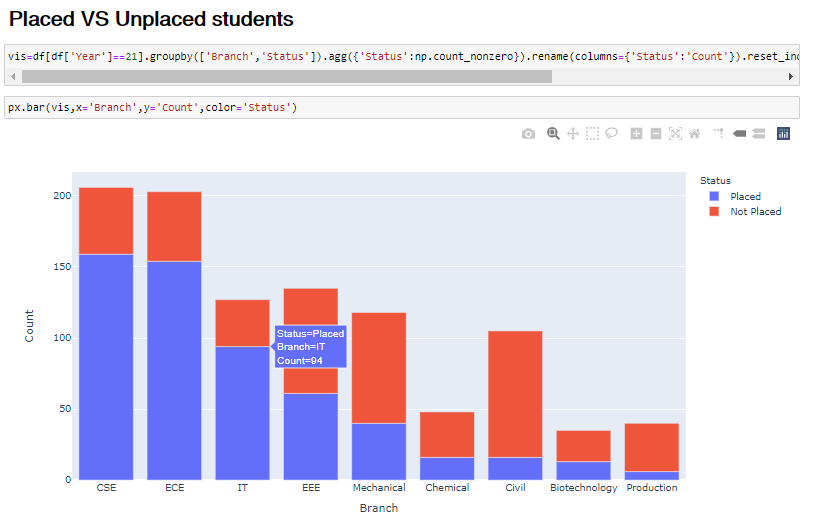 Placed VS Unplaced students
vis=df[df['Year']==21].groupby(['Branch','Status']).agg({'Status':np.count_nonzero}).rename(columns={'Status':'Count'}).reset_ind
px.bar(vis,x='Branch',y='Count',color='Status')
Status
Placed
Not Placed
200
150
100
50
0
Count
Status=Placed
Branch=IT
Count=94
CSE ECE IT EEE Mechanical Chemical Civil Biotechnology Production
Branch